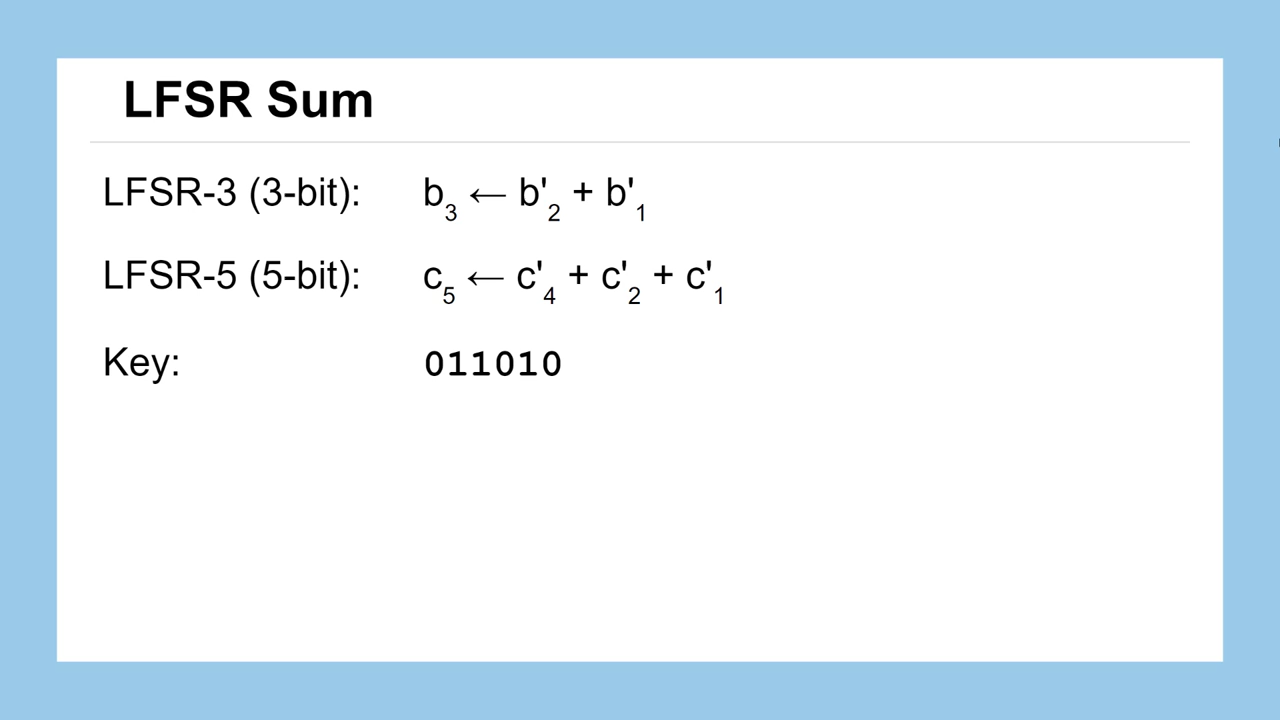 LFSR Sum
LFSR-3 (3-bit): b₃ ← b'₂ + b'₁
LFSR-5 (5-bit): c₅ ← c'₄ + c'₂ + c'₁
Key: 011010